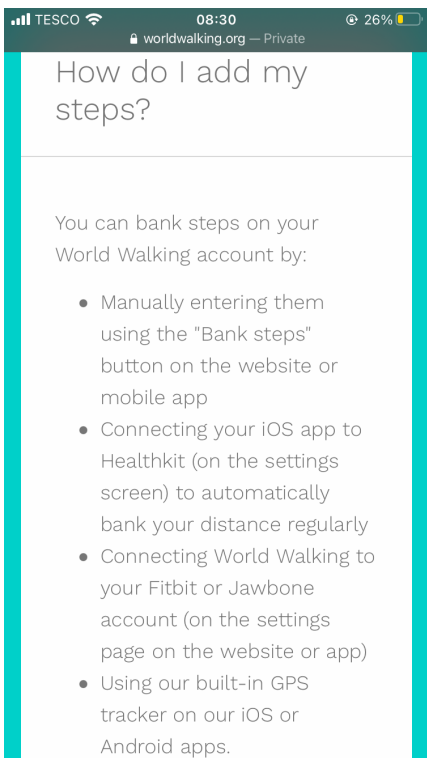 TESCO 08:30 26%
worldwalking.org — Private
How do I add my
steps?
You can bank steps on your
World Walking account by:
• Manually entering them
using the "Bank steps"
button on the website or
mobile app
• Connecting your iOS app to
Healthkit (on the settings
screen) to automatically
bank your distance regularly
• Connecting World Walking to
your Fitbit or Jawbone
account (on the settings
page on the website or app)
• Using our built-in GPS
tracker on our iOS or
Android apps.